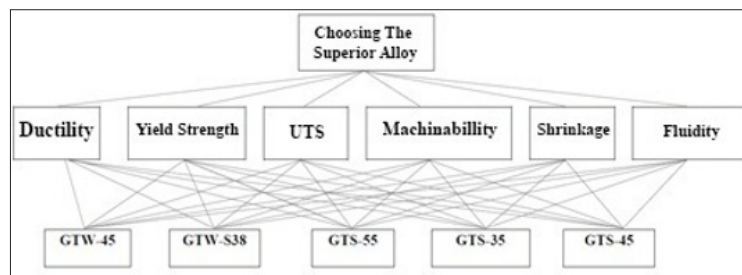 Choosing The
Superior Alloy
Ductility Yield Strength UTS Machinabillity Shrinkage Fluidity
GTW-45 GTW-S38 GTS-55 GTS-35 GTS-45